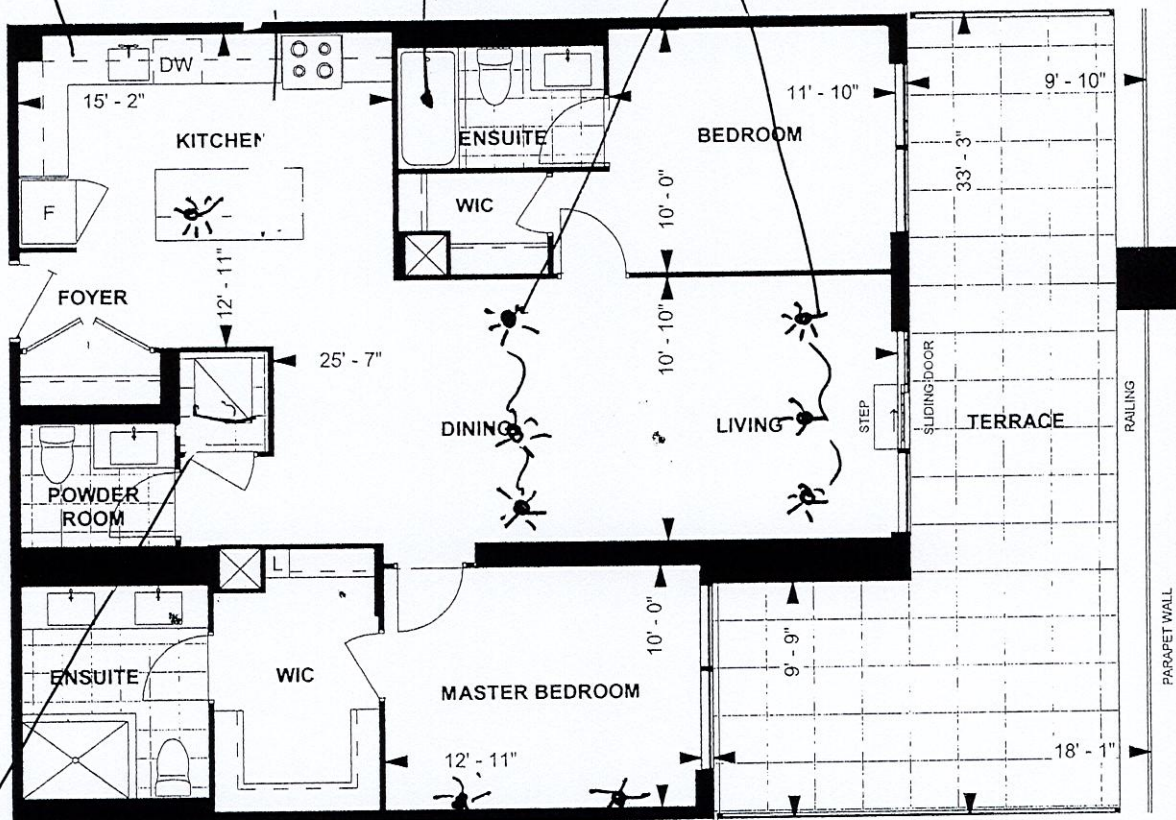 DW
15' - 2"
KITCHEN
ENSUITE
11' - 10"
BEDROOM
9' - 10"
33' - 3"
F
WIC
10' - 0"
FOYER
12' - 11"
25' - 7"
10' - 10"
DINING
LIVING
STEP
SLIDING DOOR
TERRACE
RAILING
POWDER
ROOM
L
10' - 0"
9' - 9"
PARAPET WALL
ENSUITE
WIC
MASTER BEDROOM
12' - 11"
18' - 1"